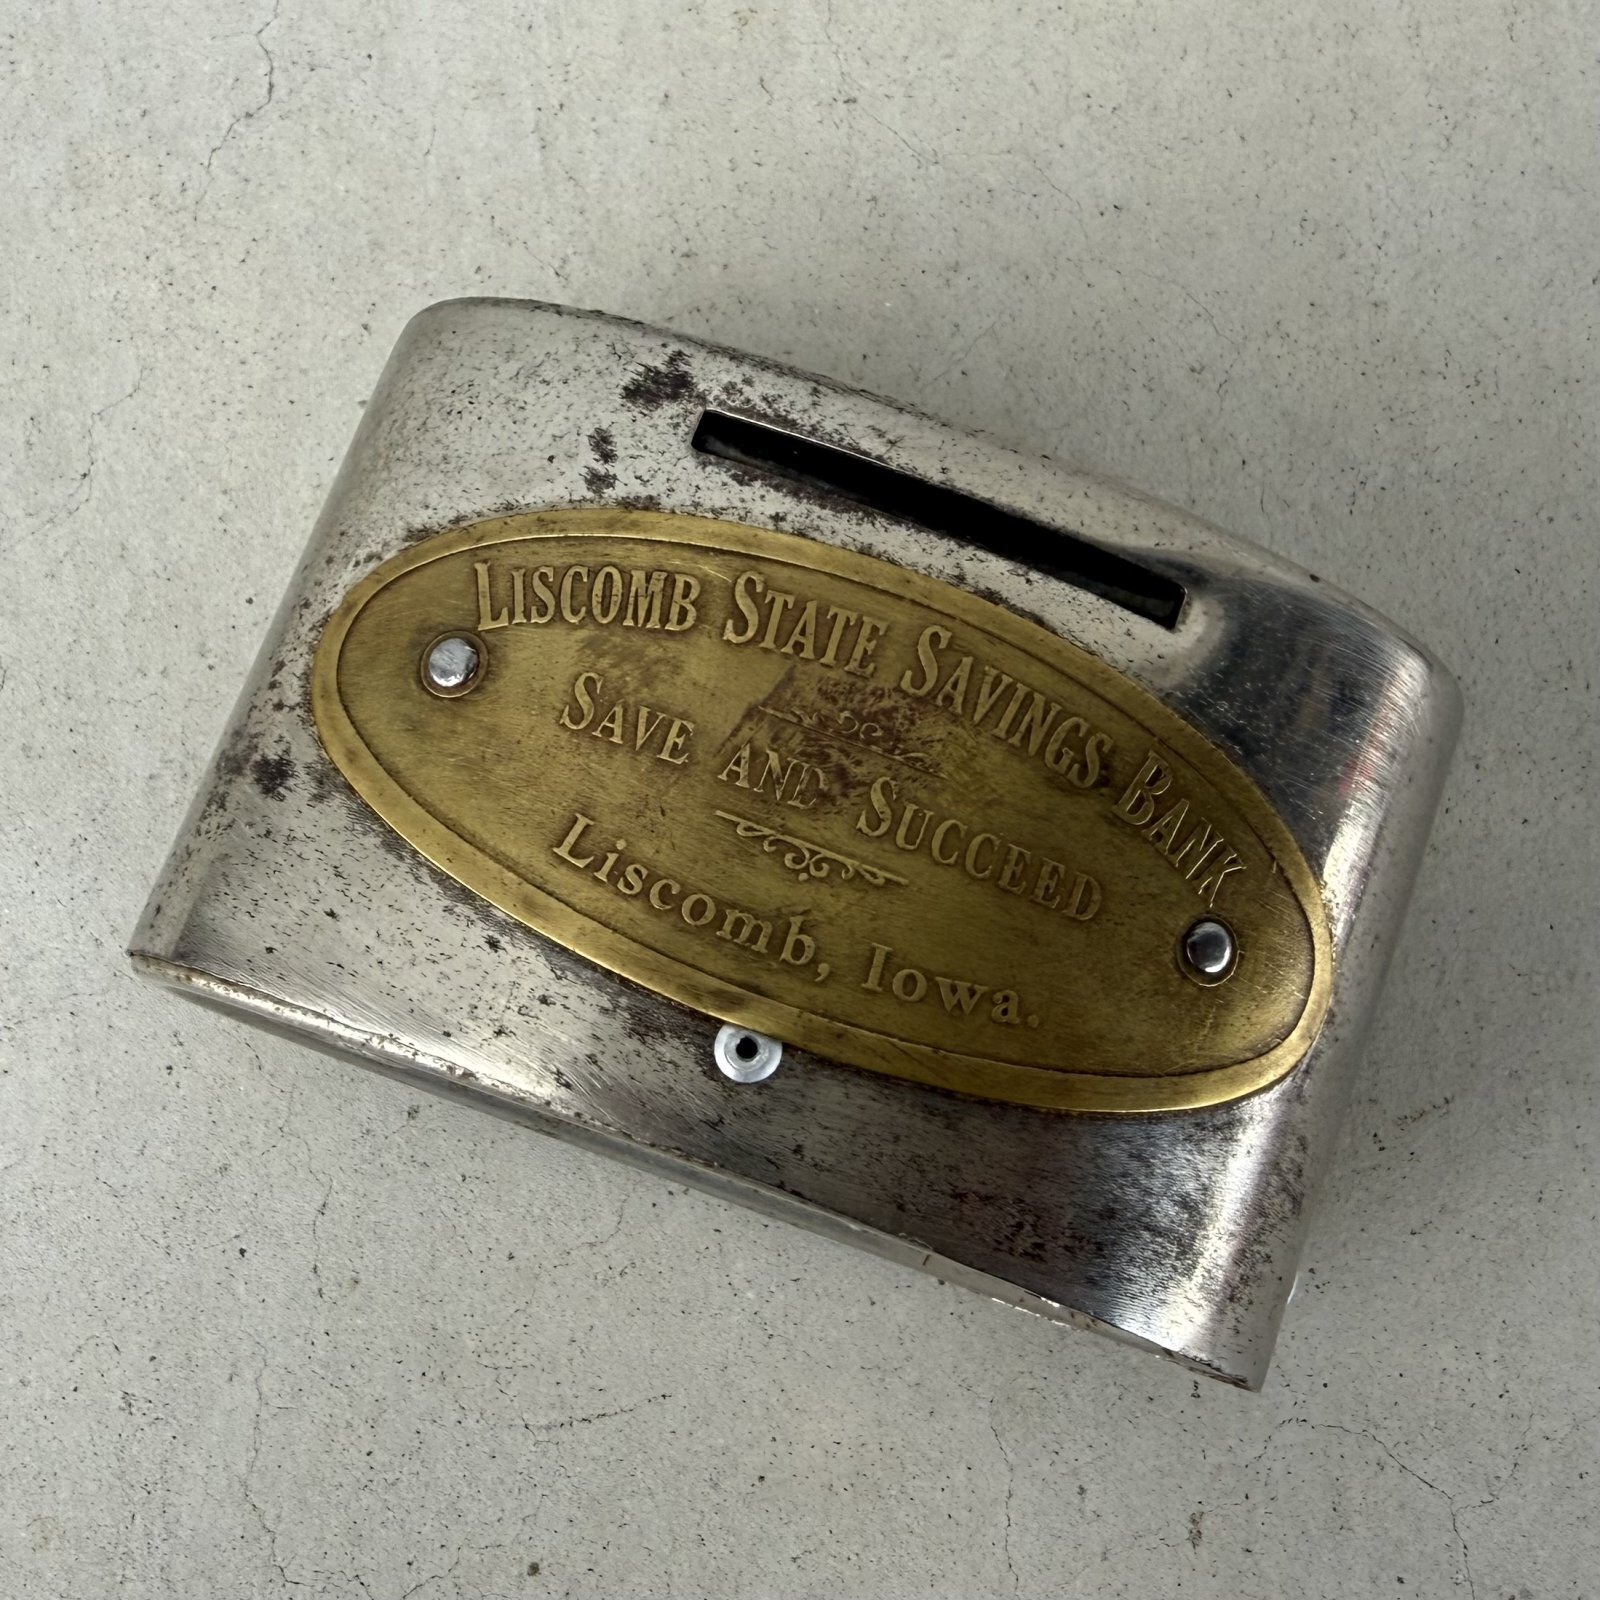 LISCOMB STATE SAVINGS BANK
SAVE AND SUCCEED
Liscomb, Iowa.